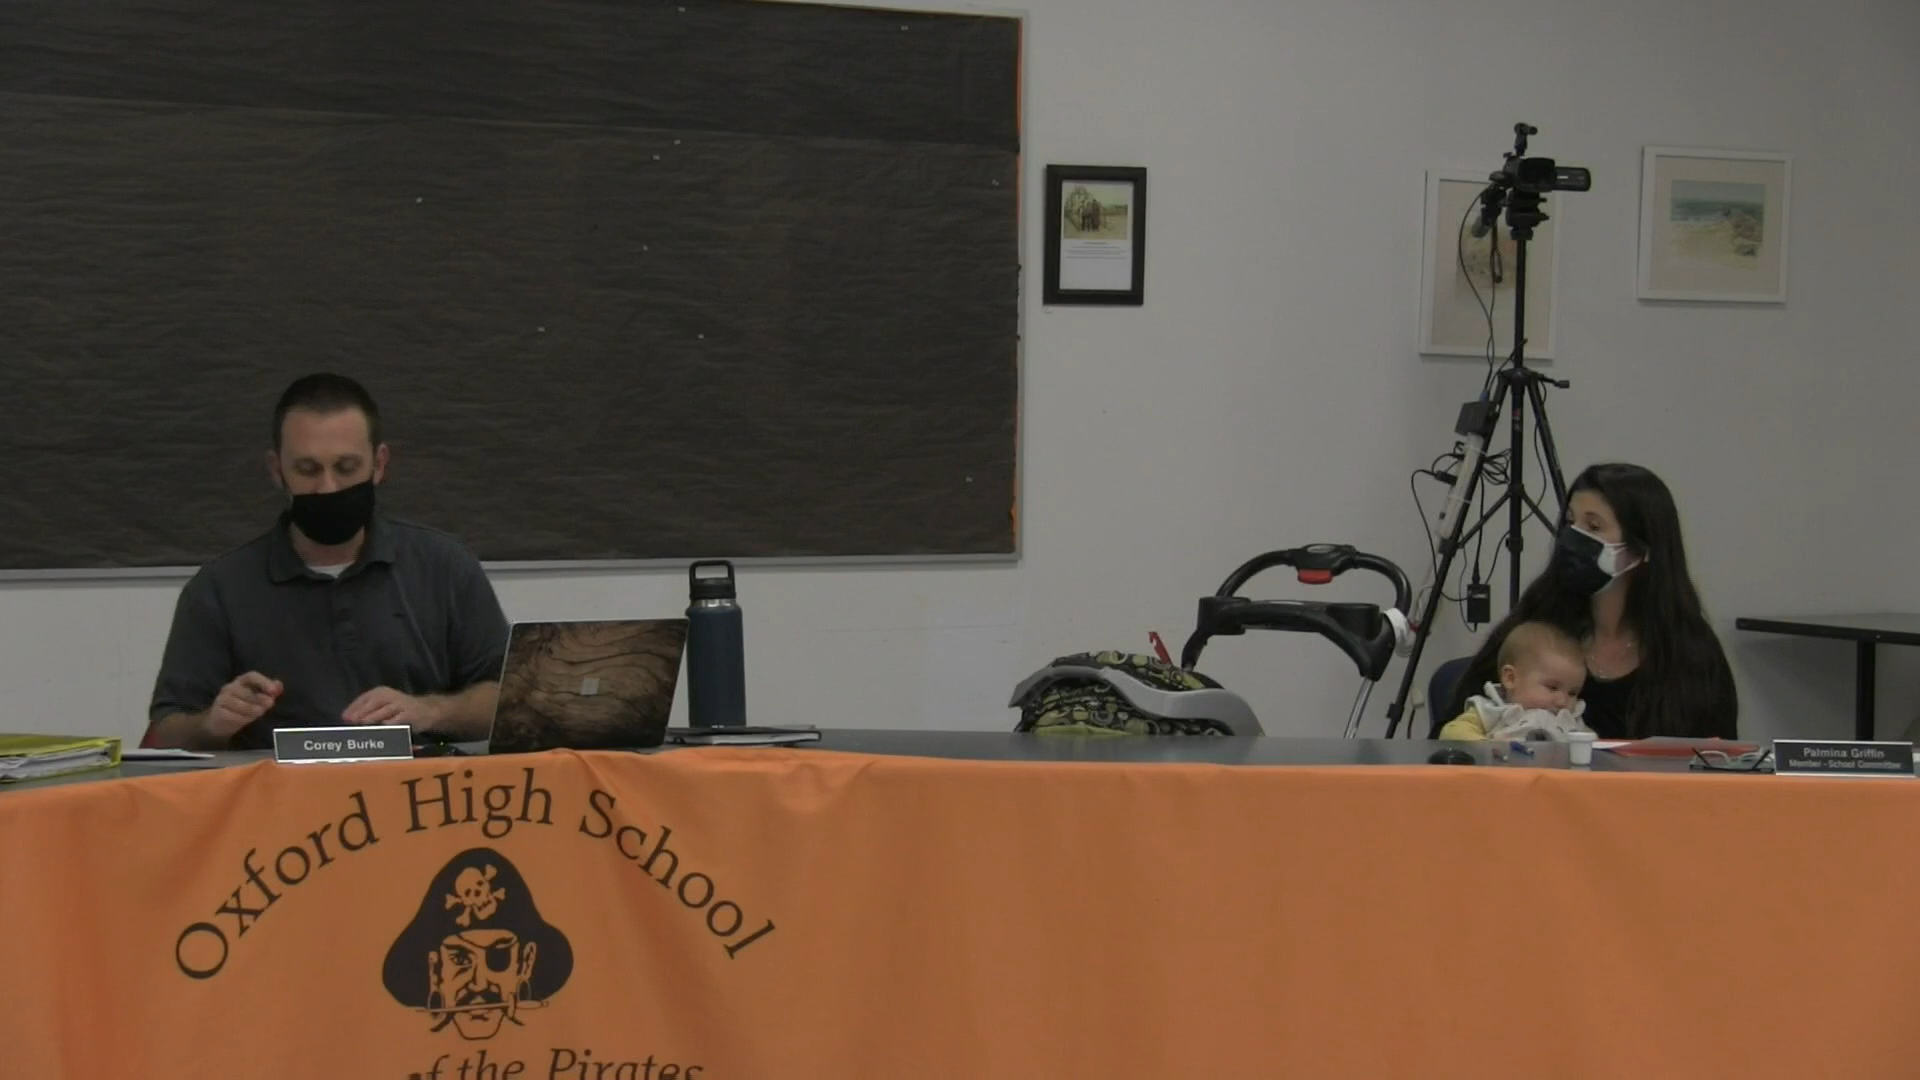 Corey Burke
Palmina Griffin
Member - School Committee
Oxford High School
of the Pirates